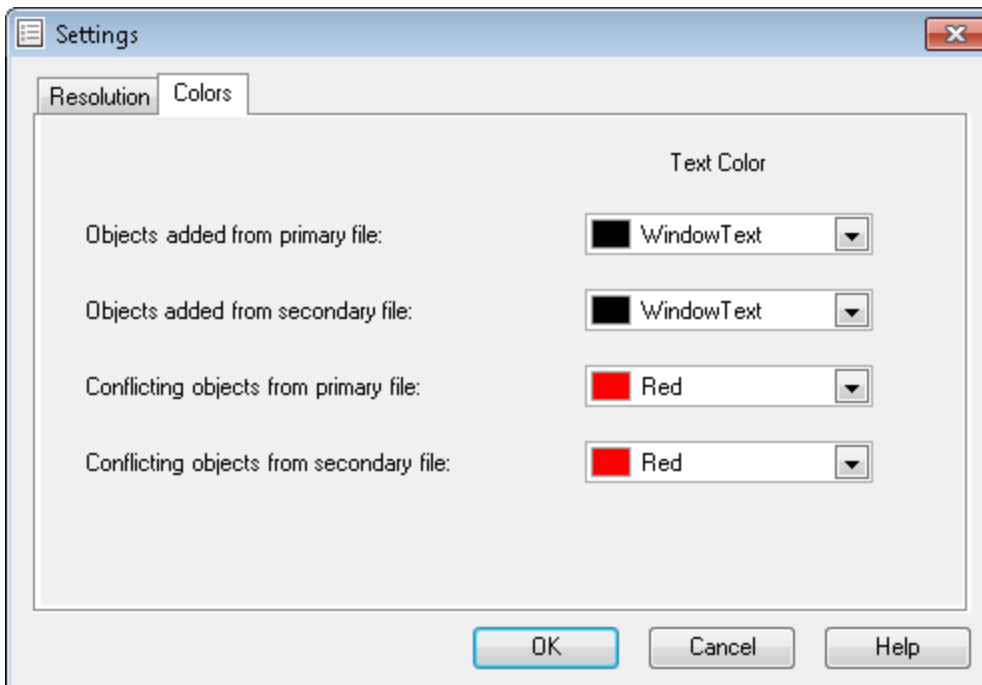 Settings
Resolution Colors
Text Color
Objects added from primary file: WindowText
Objects added from secondary file: WindowText
Conflicting objects from primary file: Red
Conflicting objects from secondary file: Red
OK Cancel Help